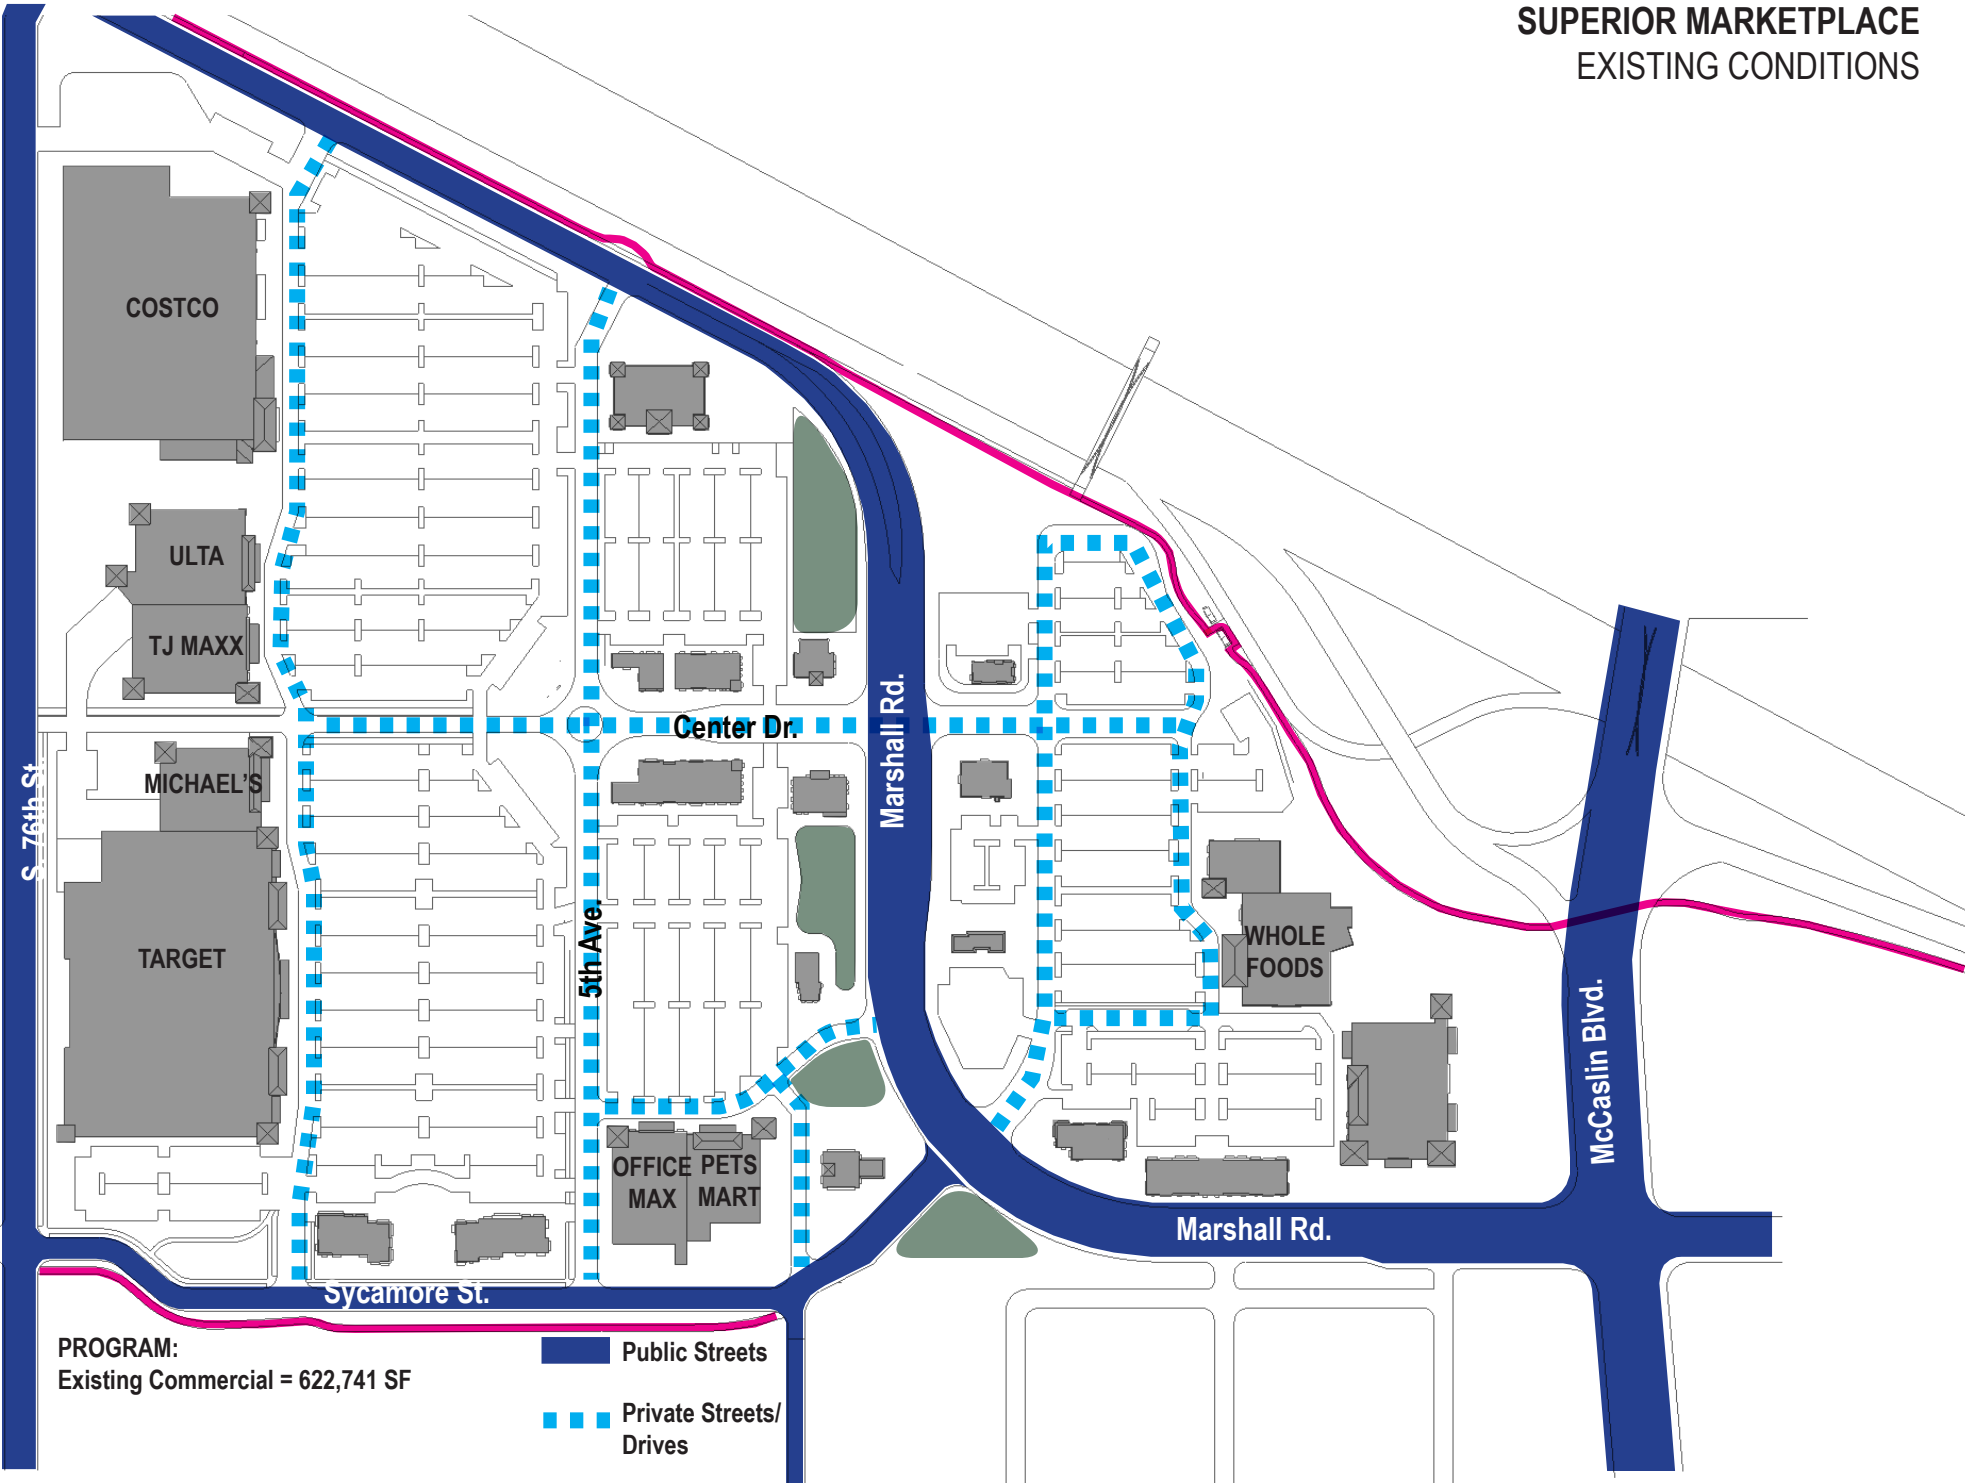 SUPERIOR MARKETPLACE
EXISTING CONDITIONS
COSTCO
ULTA
TJ MAXX
Center Dr.
Marshall Rd.
MICHAEL'S
S. 76th St.
TARGET
5th Ave.
WHOLE
FOODS
McCaslin Blvd.
OFFICE
MAX
PETS
MART
Marshall Rd.
Sycamore St.
PROGRAM:
Existing Commercial = 622,741 SF
Public Streets
Private Streets/
Drives